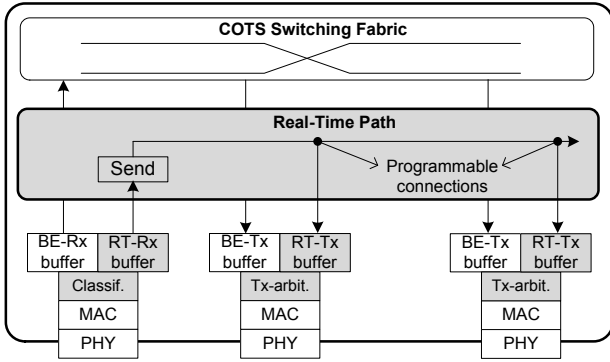 COTS Switching Fabric
Real-Time Path
Send
Programmable
connections
BE-Rx
buffer
RT-Rx
buffer
BE-Tx
buffer
RT-Tx
buffer
BE-Tx
buffer
RT-Tx
buffer
Classif.
Tx-arbit.
Tx-arbit.
MAC
MAC
MAC
PHY
PHY
PHY